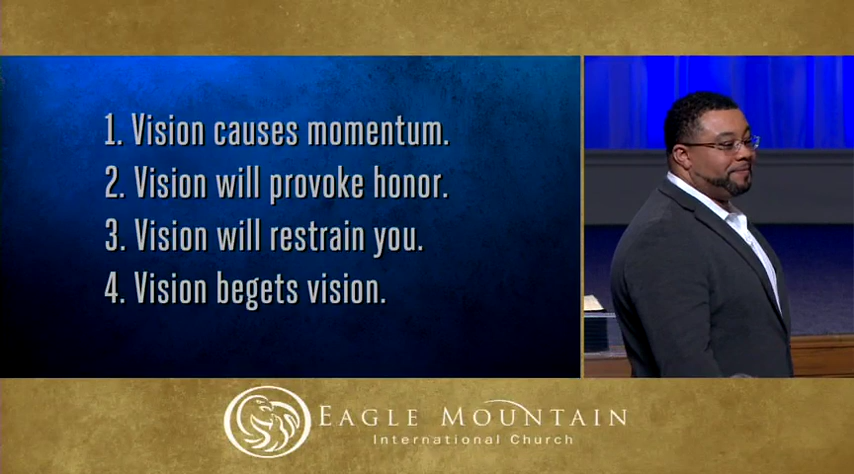 1. Vision causes momentum.
2. Vision will provoke honor.
3. Vision will restrain you.
4. Vision begets vision.
EAGLE MOUNTAIN
International Church